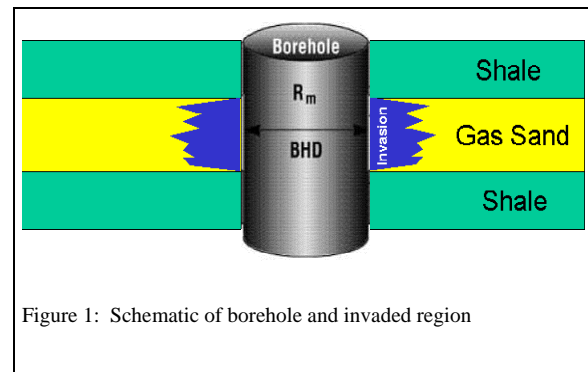 Borehole
Shale
Rm
Invasion
Gas Sand
BHD
Shale
Figure 1: Schematic of borehole and invaded region